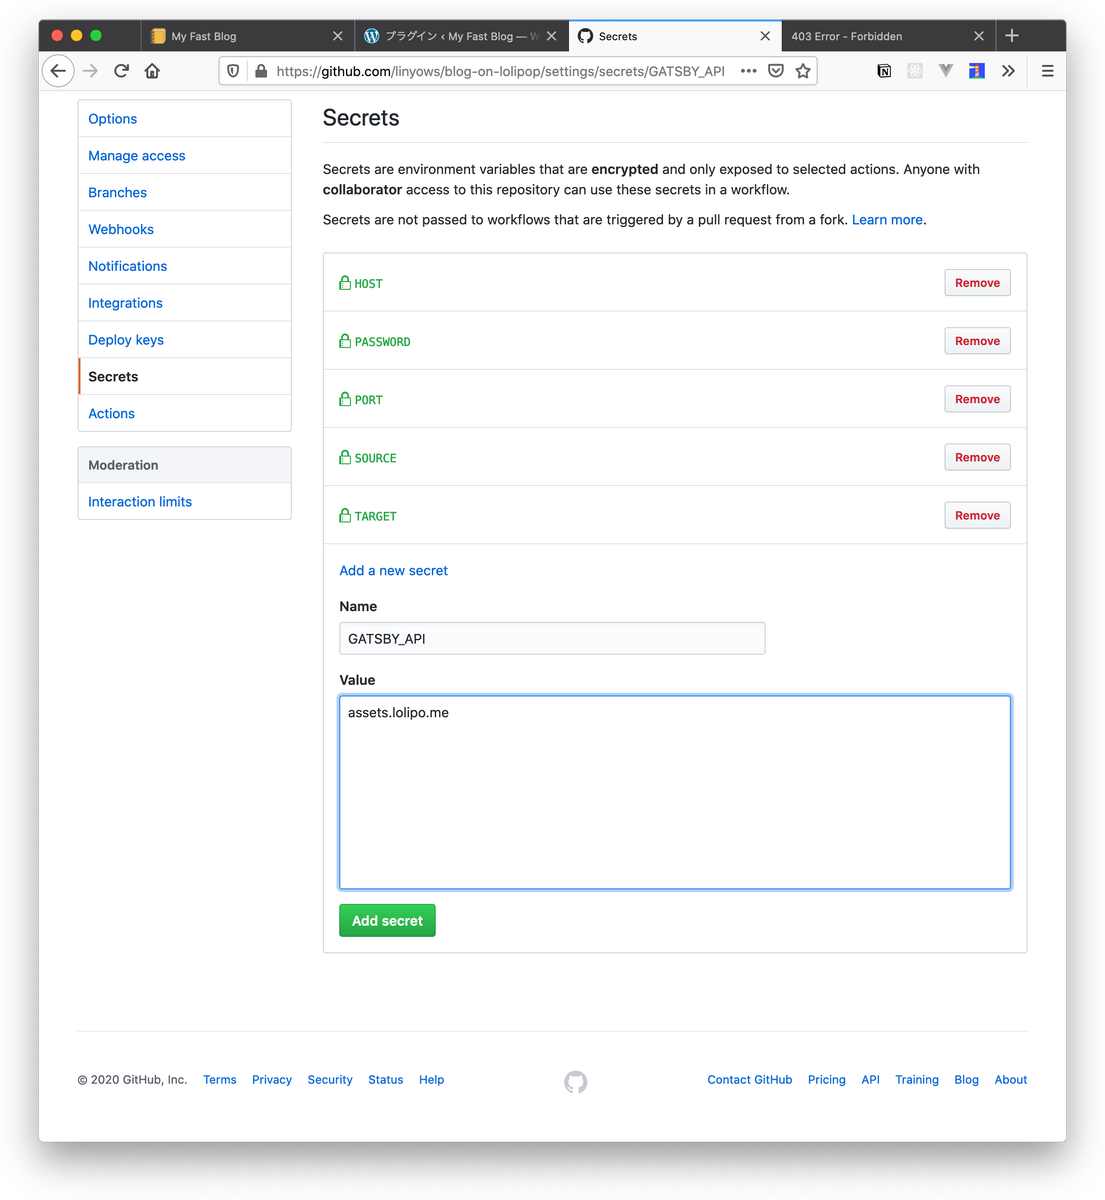 My Fast Blog
プラグイン ‹ My Fast Blog — W
Secrets
403 Error - Forbidden
https://github.com/linyows/blog-on-lolipop/settings/secrets/GATSBY_API
Options
Manage access
Branches
Webhooks
Notifications
Integrations
Deploy keys
Secrets
Actions
Moderation
Interaction limits
Secrets
Secrets are environment variables that are encrypted and only exposed to selected actions. Anyone with
collaborator access to this repository can use these secrets in a workflow.
Secrets are not passed to workflows that are triggered by a pull request from a fork. Learn more.
HOST Remove
PASSWORD Remove
PORT Remove
SOURCE Remove
TARGET Remove
Add a new secret
Name
GATSBY_API
Value
assets.lolipo.me
Add secret
© 2020 GitHub, Inc. Terms Privacy Security Status Help Contact GitHub Pricing API Training Blog About